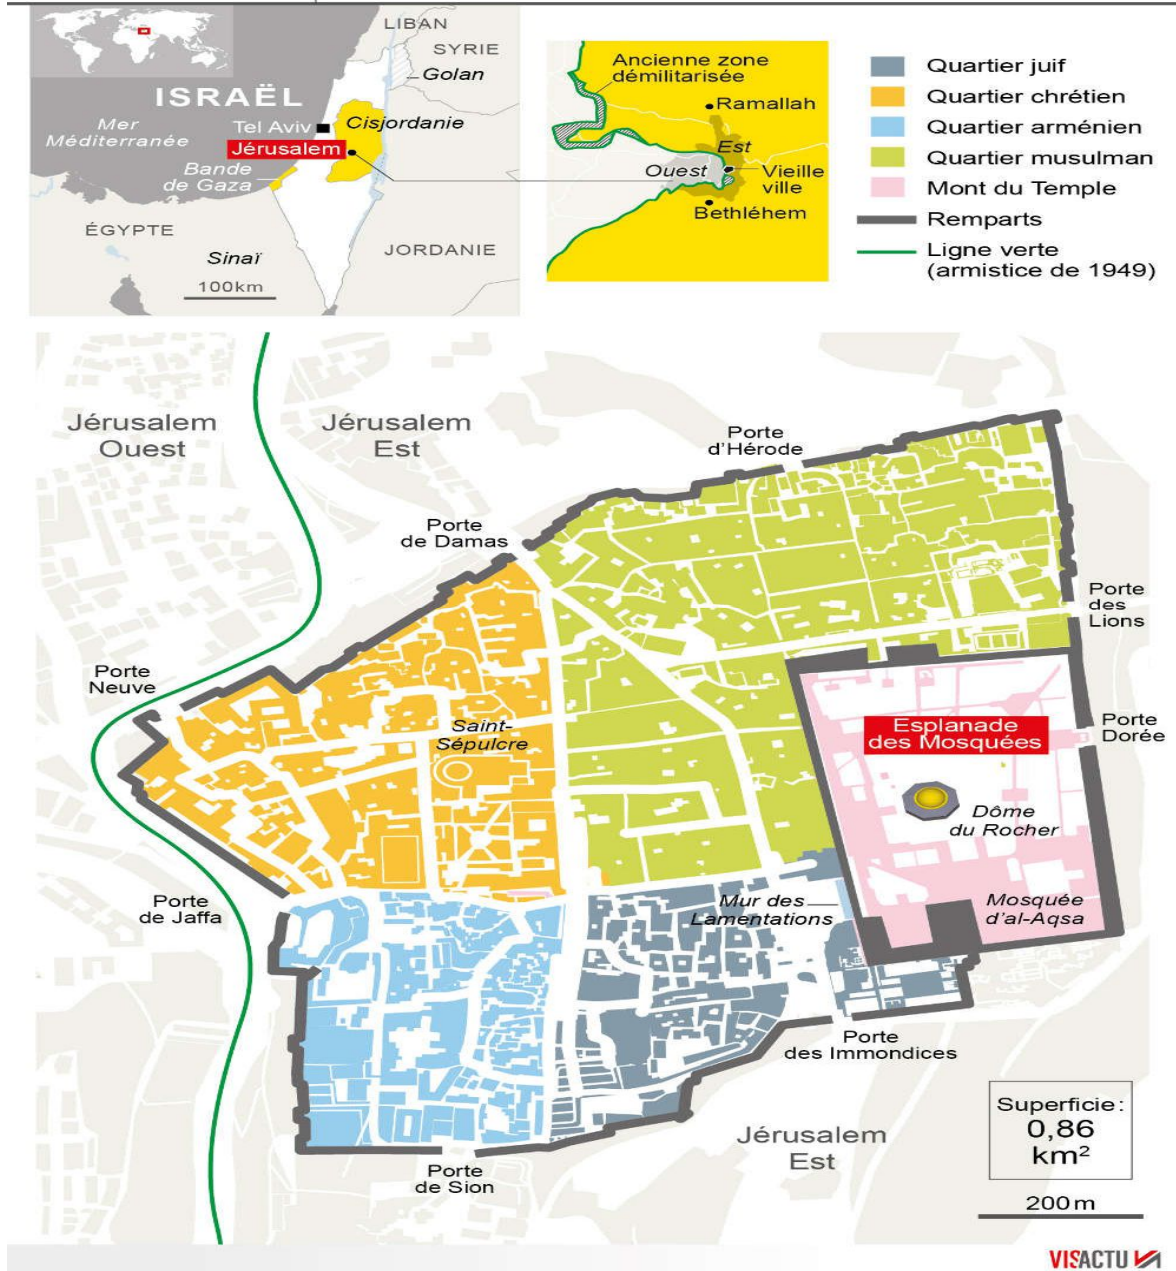 LIBAN
SYRIE
Golan
ISRAËL
Mer
Méditerranée
Tel Aviv
Cisjordanie
Jérusalem
Bande
de Gaza
ÉGYPTE
Sinaï
JORDANIE
100km
Ancienne zone
démilitarisée
Ramallah
Est
Ouest
Vieille
ville
Bethléhem
Quartier juif
Quartier chrétien
Quartier arménien
Quartier musulman
Mont du Temple
Remparts
Ligne verte
(armistice de 1949)
Jérusalem
Ouest
Jérusalem
Est
Porte
d'Hérode
Porte
de Damas
Porte
des
Lions
Porte
Neuve
Saint-
Sépulcre
Esplanade
des Mosquées
Porte
Dorée
Dôme
du Rocher
Porte
de Jaffa
Mur des
Lamentations
Mosquée
d'al-Aqsa
Porte
des Immondices
Jérusalem
Est
Porte
de Sion
Superficie:
0,86
km²
200 m
VISACTU